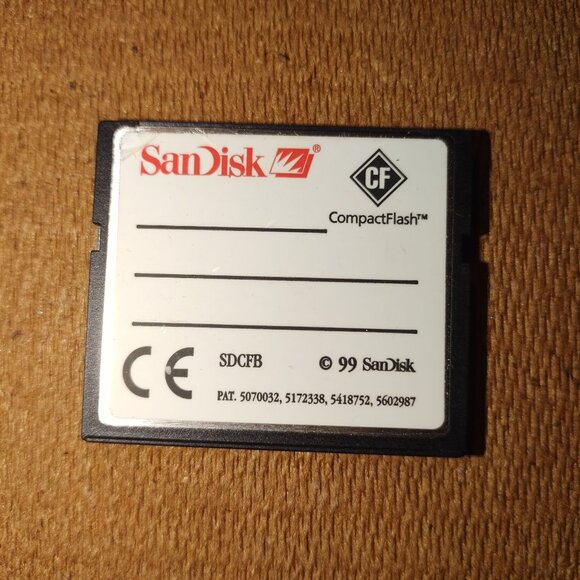 SanDisk ®
CF
CompactFlash™
CE SDCFB © 99 SanDisk
PAT. 5070032, 5172338, 5418752, 5602987